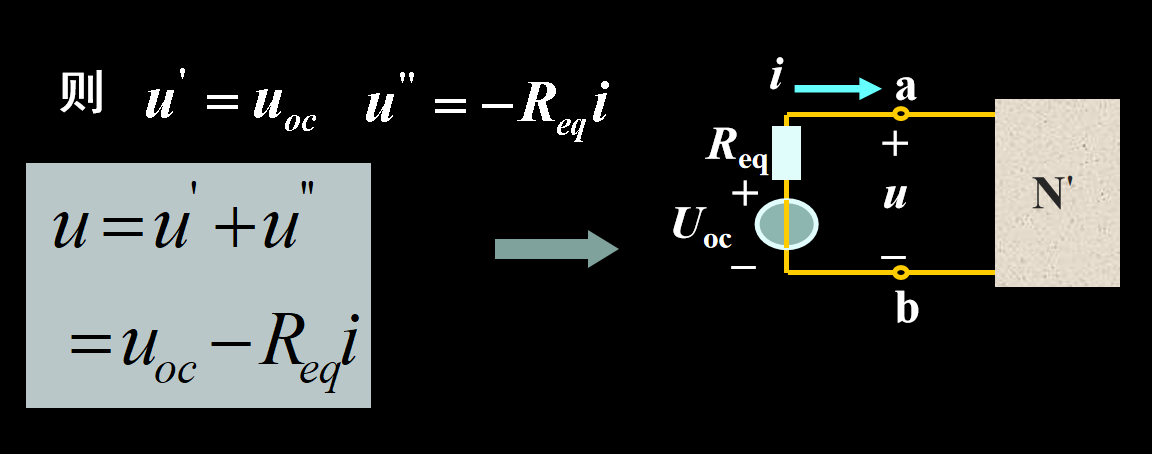 则 u' = u_oc u'' = −R_eq i
u = u' + u''
= u_oc − R_eq i
i
a
R_eq
+
+
u
N'
U_oc
−
−
b